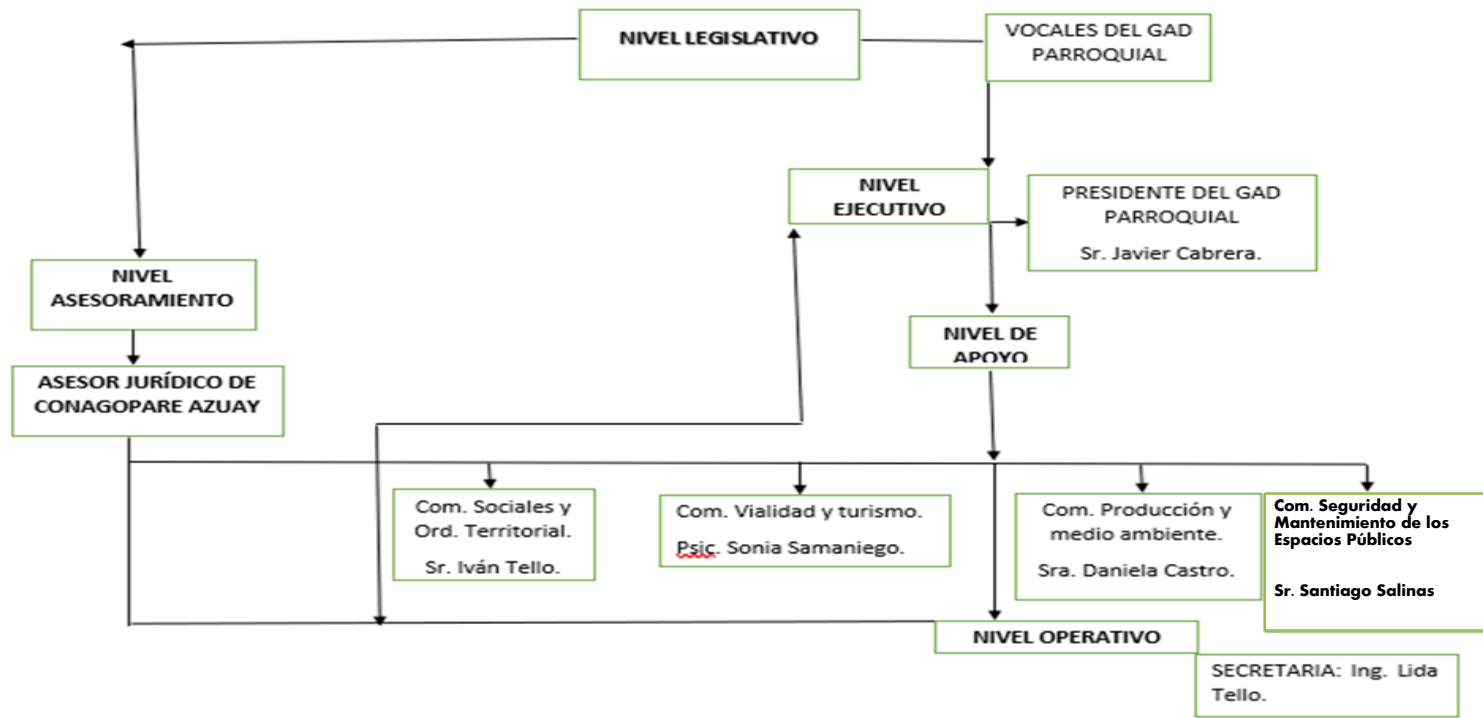 NIVEL LEGISLATIVO
VOCALES DEL GAD
PARROQUIAL
NIVEL
EJECUTIVO
PRESIDENTE DEL GAD
PARROQUIAL
Sr. Javier Cabrera.
NIVEL
ASESORAMIENTO
NIVEL DE
APOYO
ASESOR JURÍDICO DE
CONAGOPARE AZUAY
Com. Sociales y
Ord. Territorial.
Sr. Iván Tello.
Com. Vialidad y turismo.
Psic. Sonia Samaniego.
Com. Producción y
medio ambiente.
Sra. Daniela Castro.
Com. Seguridad y
Mantenimiento de los
Espacios Públicos
Sr. Santiago Salinas
NIVEL OPERATIVO
SECRETARIA: Ing. Lida
Tello.